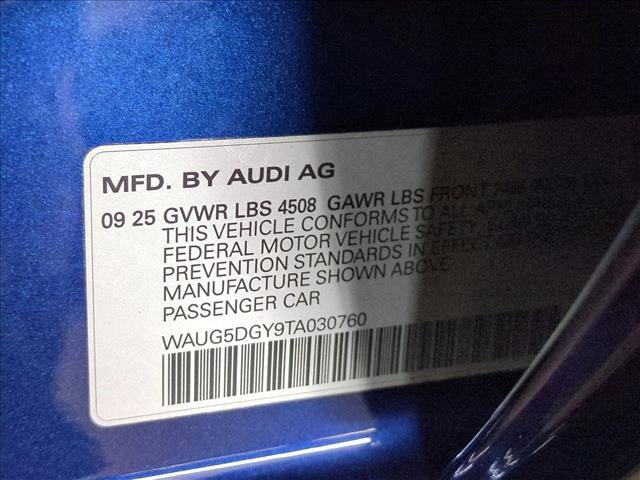 MFD. BY AUDI AG
09 25 GVWR LBS 4508 GAWR LBS FRONT
THIS VEHICLE CONFORMS TO ALL
FEDERAL MOTOR VEHICLE SAFETY,
PREVENTION STANDARDS IN EFFECT ON
MANUFACTURE SHOWN ABOVE
PASSENGER CAR
WAUG5DGY9TA030760